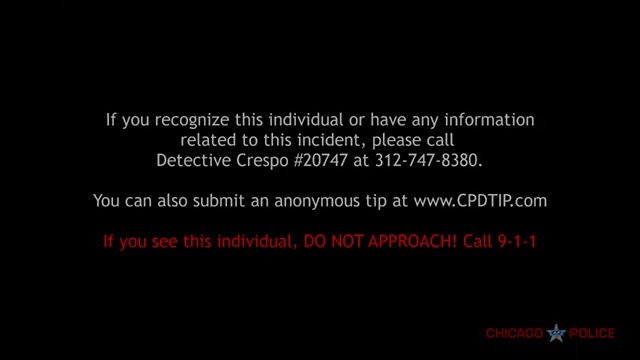 If you recognize this individual or have any information
related to this incident, please call
Detective Crespo #20747 at 312-747-8380.
You can also submit an anonymous tip at www.CPDTIP.com
If you see this individual, DO NOT APPROACH! Call 9-1-1
CHICAGO POLICE